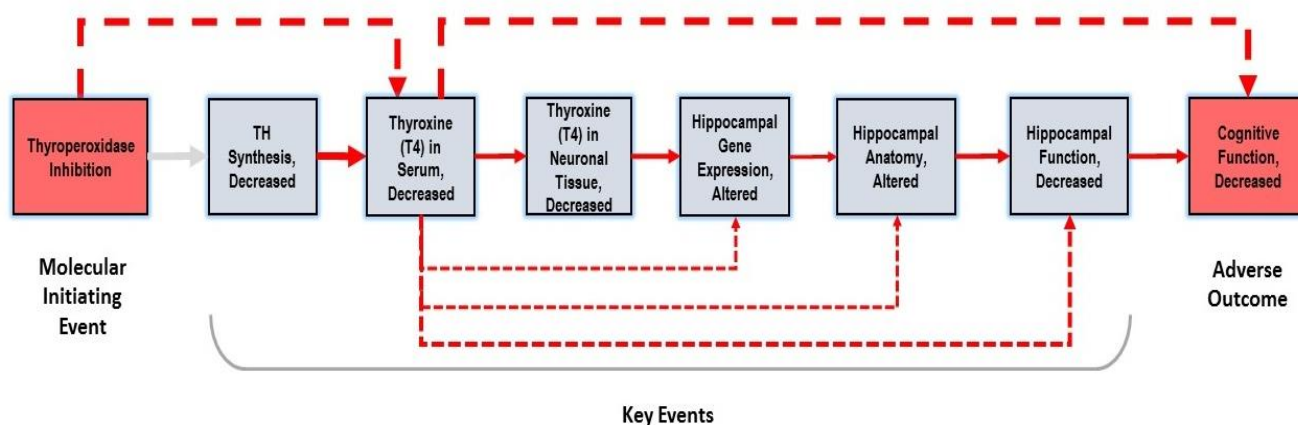 Thyroperoxidase
Inhibition
TH
Synthesis,
Decreased
Thyroxine
(T4) in
Serum,
Decreased
Thyroxine
(T4) in
Neuronal
Tissue,
Decreased
Hippocampal
Gene
Expression,
Altered
Hippocampal
Anatomy,
Altered
Hippocampal
Function,
Decreased
Cognitive
Function,
Decreased
Molecular
Initiating
Event
Adverse
Outcome
Key Events